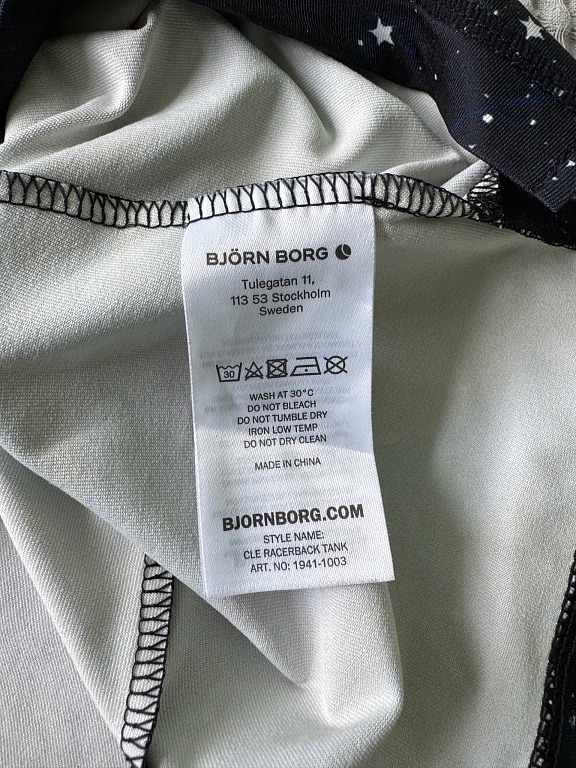 BJÖRN BORG
Tulegatan 11,
113 53 Stockholm
Sweden
30
WASH AT 30°C
DO NOT BLEACH
DO NOT TUMBLE DRY
IRON LOW TEMP
DO NOT DRY CLEAN
MADE IN CHINA
BJORNBORG.COM
STYLE NAME:
CLE RACERBACK TANK
ART. NO: 1941-1003